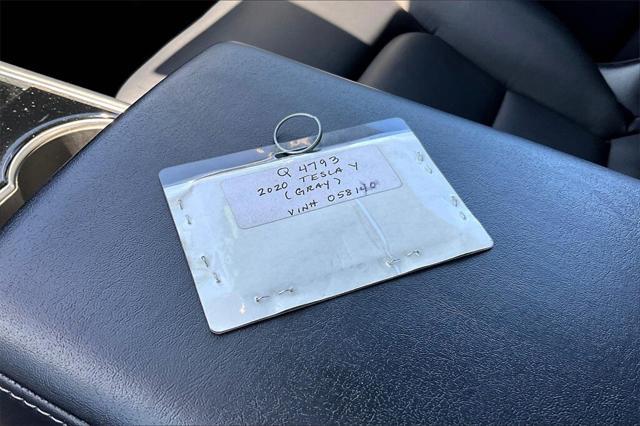 Q 4793
2020 TESLA Y
(GRAY)
VIN# 058140